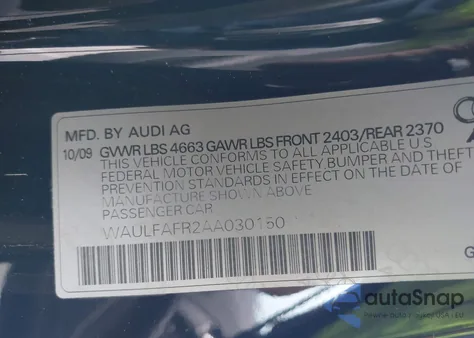 MFD. BY AUDI AG
10/09 GVWR LBS 4663 GAWR LBS FRONT 2403/REAR 2370
THIS VEHICLE CONFORMS TO ALL APPLICABLE U.S
FEDERAL MOTOR VEHICLE SAFETY, BUMPER AND THEFT
PREVENTION STANDARDS IN EFFECT ON THE DATE OF
MANUFACTURE SHOWN ABOVE
PASSENGER CAR
WAULFAFR2AA030150
G
autoSnap